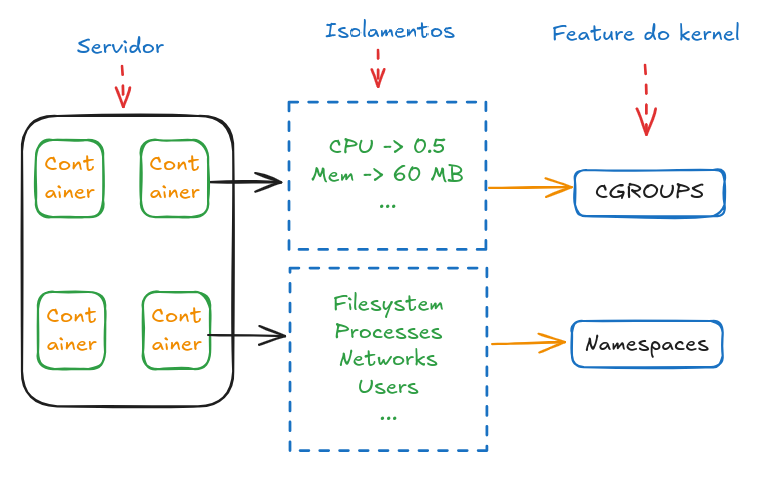 Servidor
Isolamentos
Feature do kernel
Cont
ainer
Cont
ainer
CPU -> 0.5
Mem -> 60 MB
...
CGROUPS
Cont
ainer
Cont
ainer
Filesystem
Processes
Networks
Users
...
Namespaces